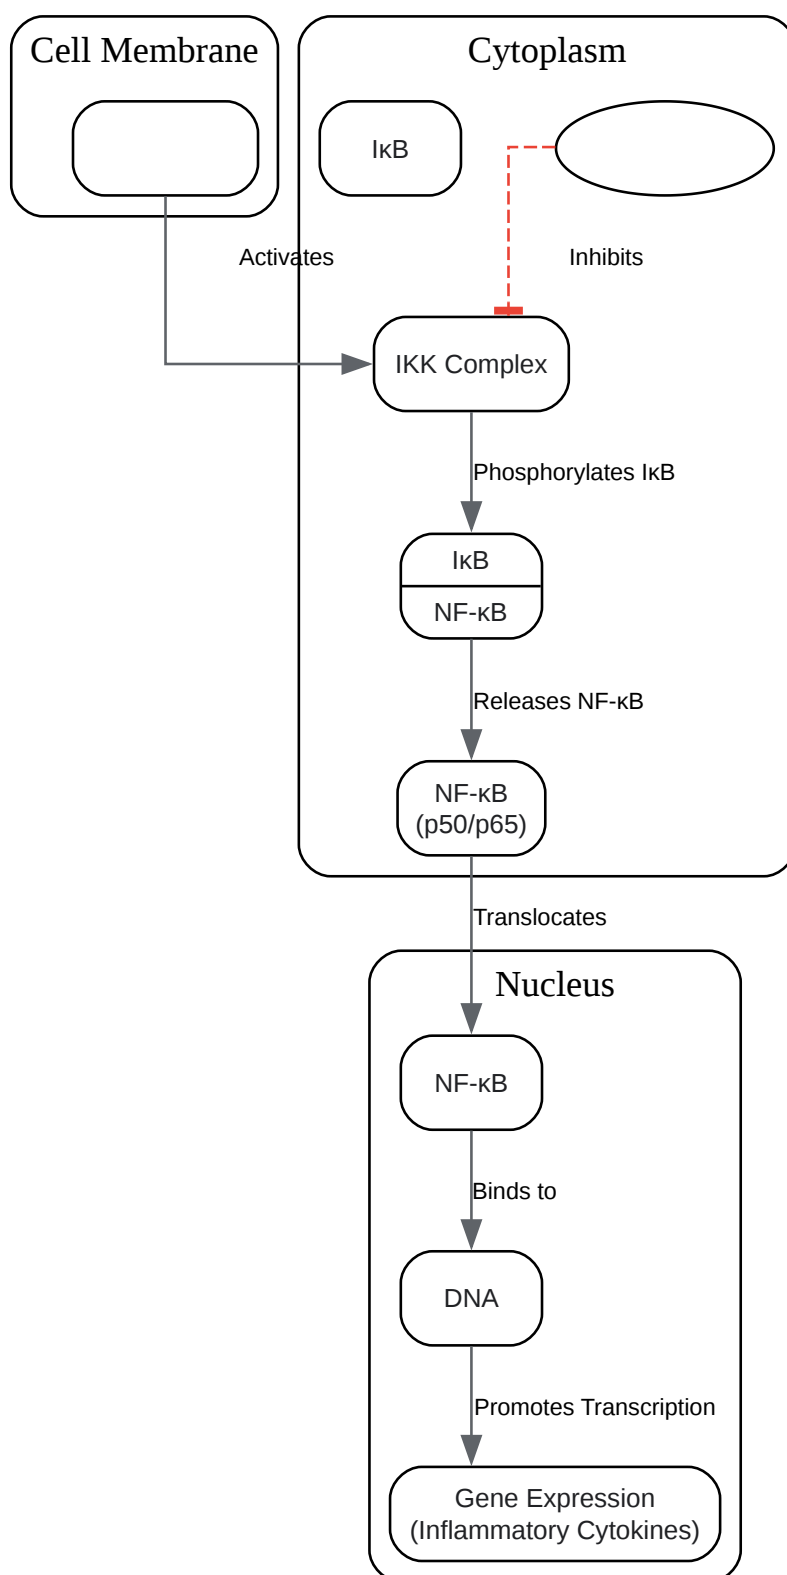 Cell Membrane
Cytoplasm
IκB
Activates
Inhibits
IKK Complex
Phosphorylates IκB
IκB
NF-κB
Releases NF-κB
NF-κB
(p50/p65)
Translocates
Nucleus
NF-κB
Binds to
DNA
Promotes Transcription
Gene Expression
(Inflammatory Cytokines)